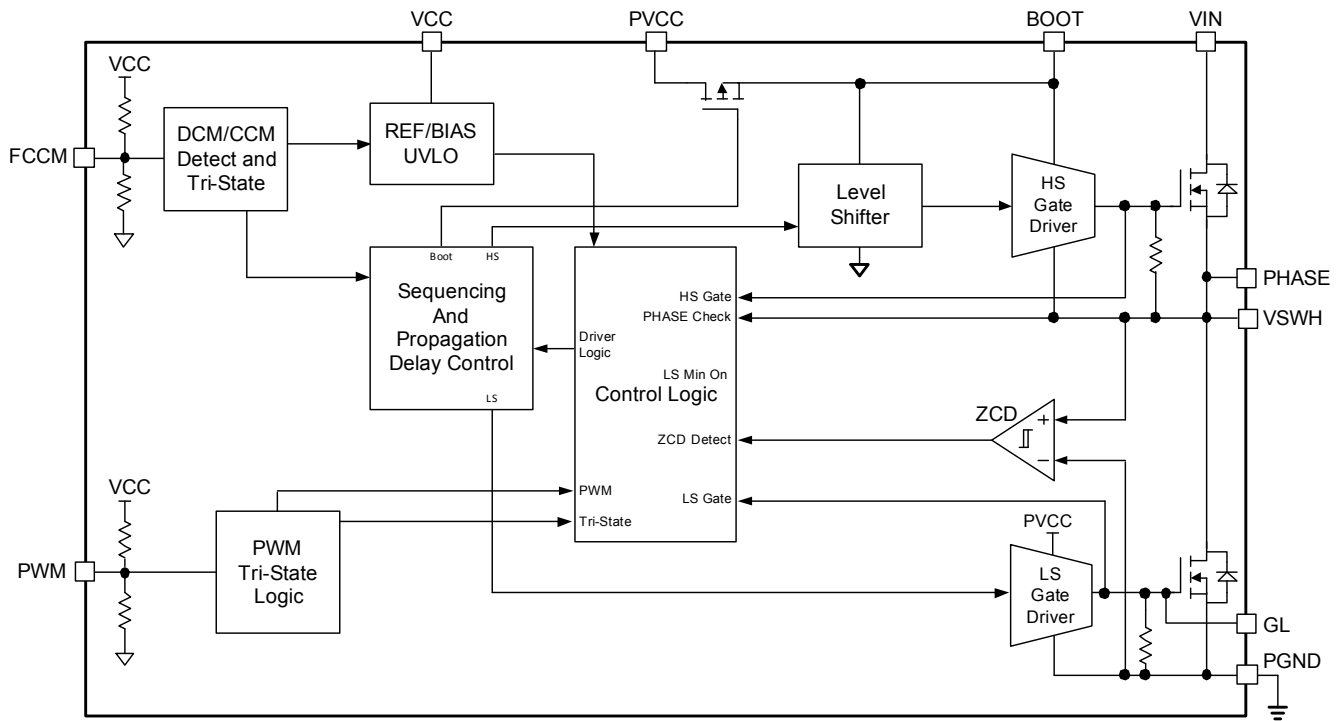 VCC
PVCC
BOOT
VIN
VCC
FCCM
DCM/CCM
Detect and
Tri-State
REF/BIAS
UVLO
Level
Shifter
HS
Gate
Driver
Boot
HS
Sequencing
And
Propagation
Delay Control
LS
HS Gate
PHASE Check
Driver
Logic
LS Min On
Control Logic
ZCD Detect
LS Gate
PWM
Tri-State
PHASE
VSWH
ZCD
+
−
VCC
PWM
PWM
Tri-State
Logic
PVCC
LS
Gate
Driver
GL
PGND